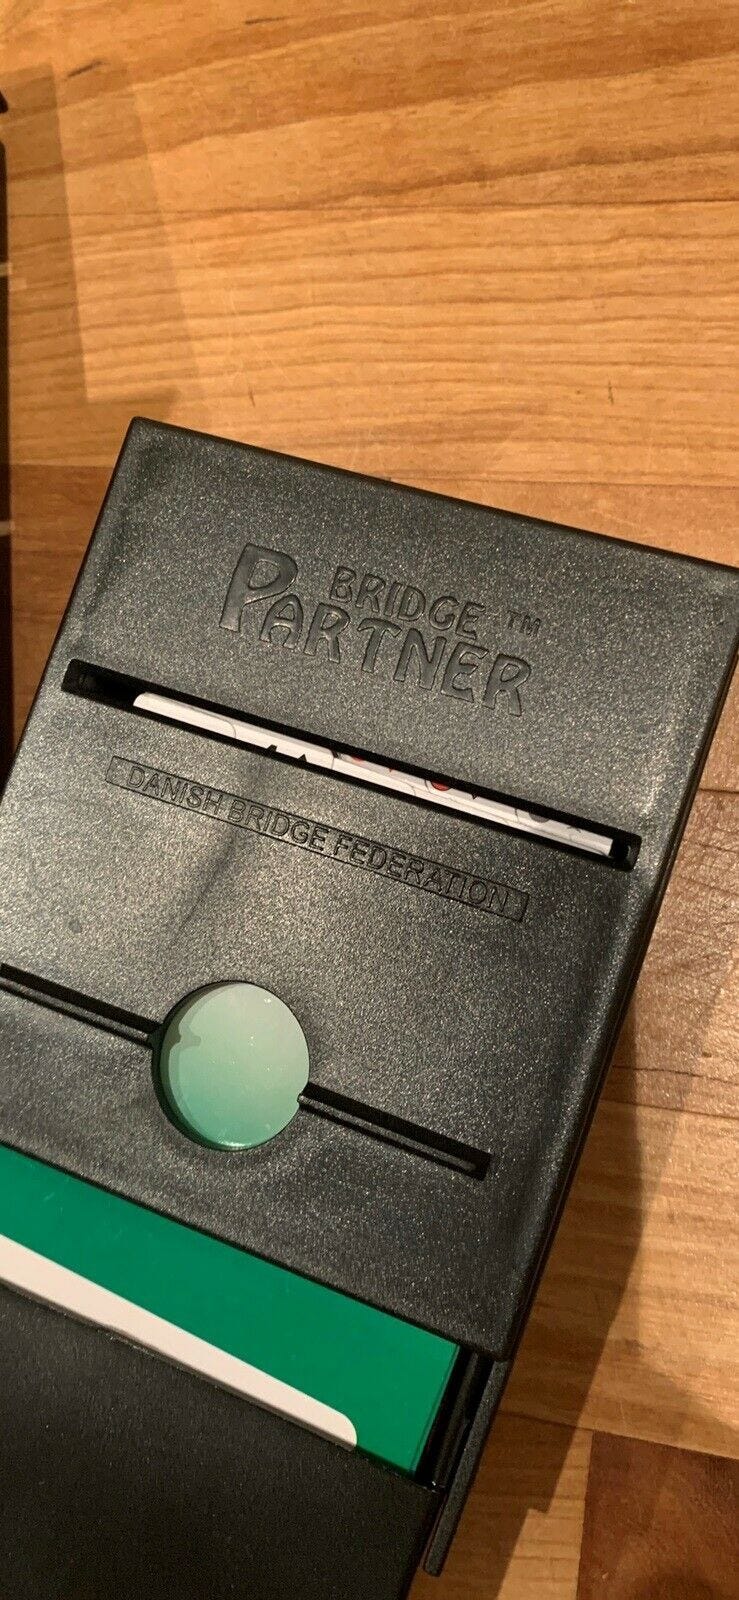 BRIDGE ™
PARTNER
DANISH BRIDGE FEDERATION